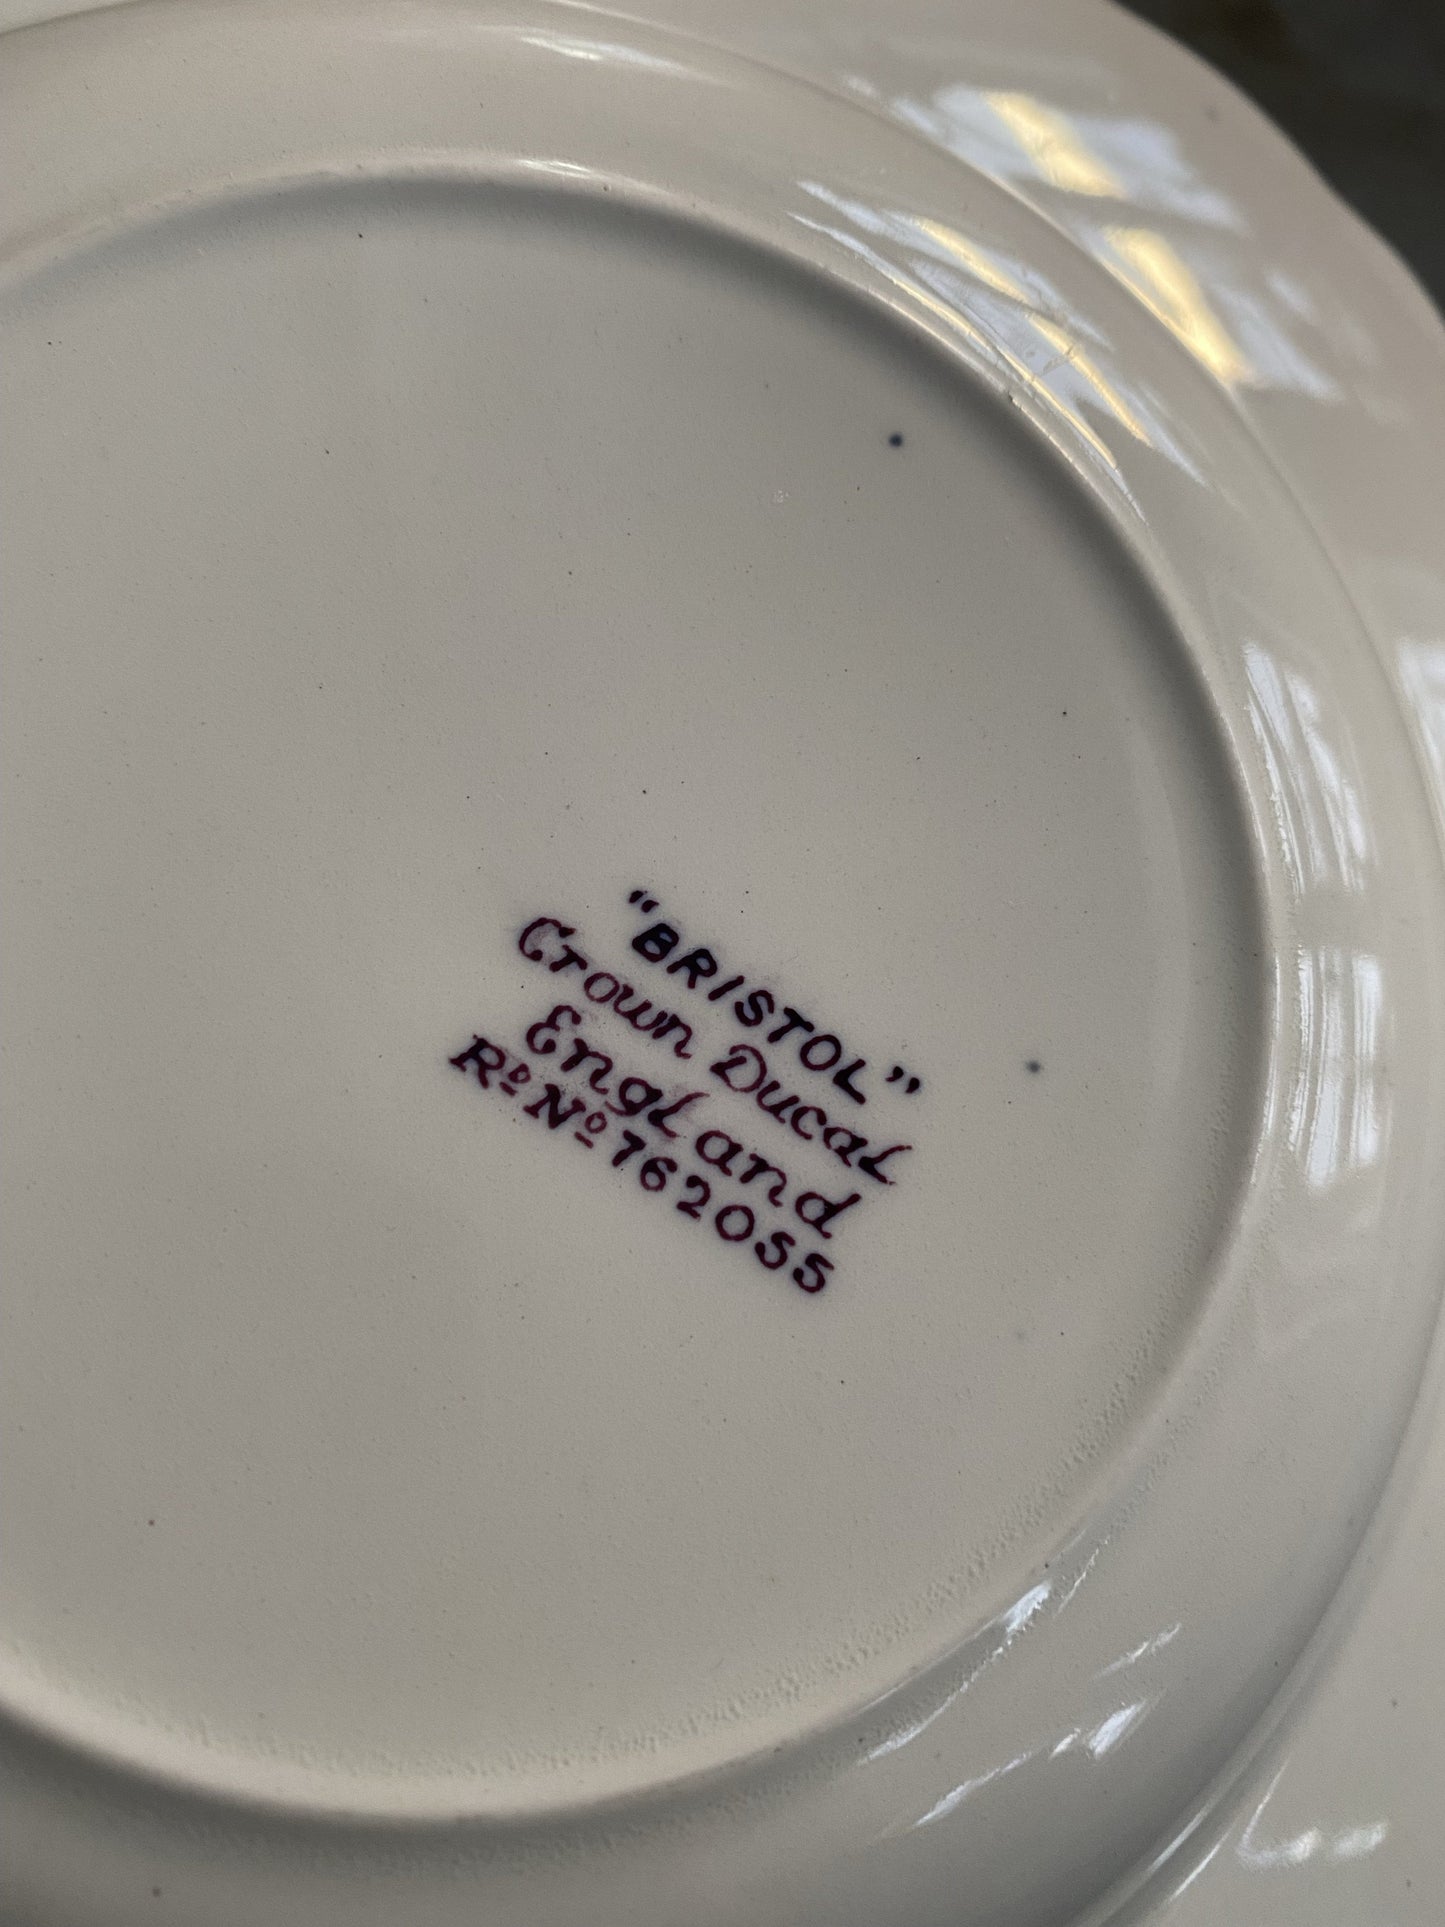 "BRISTOL"
Crown Ducal
England
Rᵈ Nº 762055